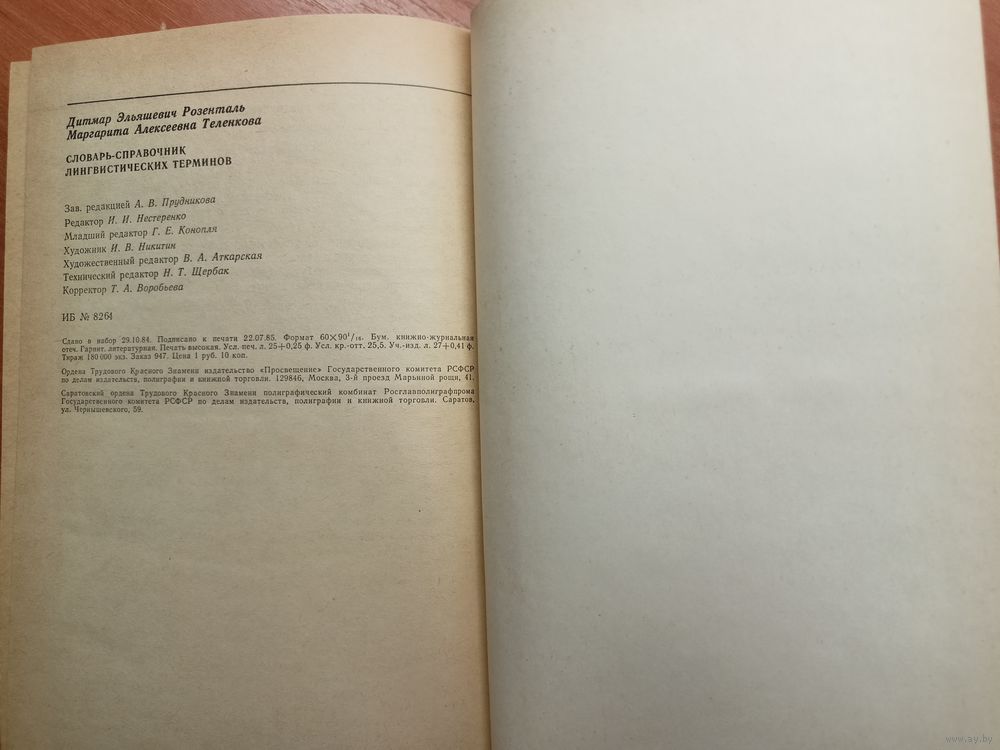 Дитмар Эльяшевич Розенталь
Маргарита Алексеевна Теленкова
СЛОВАРЬ-СПРАВОЧНИК
ЛИНГВИСТИЧЕСКИХ ТЕРМИНОВ
Зав. редакцией А. В. Прудникова
Редактор И. И. Нестеренко
Младший редактор Г. Е. Конопля
Художник И. В. Никитин
Художественный редактор В. А. Аткарская
Технический редактор Н. Т. Щербак
Корректор Т. А. Воробьева
ИБ № 8264
Сдано в набор 29.10.84. Подписано к печати 22.07.85. Формат 60×90¹/₁₆. Бум. книжно-журнальная
отеч. Гарнит. литературная. Печать высокая. Усл. печ. л. 25+0,25 ф. Усл. кр.-отт. 25,5. Уч.-изд. л. 27+0,41 ф.
Тираж 180 000 экз. Заказ 947. Цена 1 руб. 10 коп.
Ордена Трудового Красного Знамени издательство «Просвещение» Государственного комитета РСФСР
по делам издательств, полиграфии и книжной торговли. 129846, Москва, 3-й проезд Марьиной рощи, 41.
Саратовский ордена Трудового Красного Знамени полиграфический комбинат Росглавполиграфпрома
Государственного комитета РСФСР по делам издательств, полиграфии и книжной торговли. Саратов,
ул. Чернышевского, 59.
www.ay.by